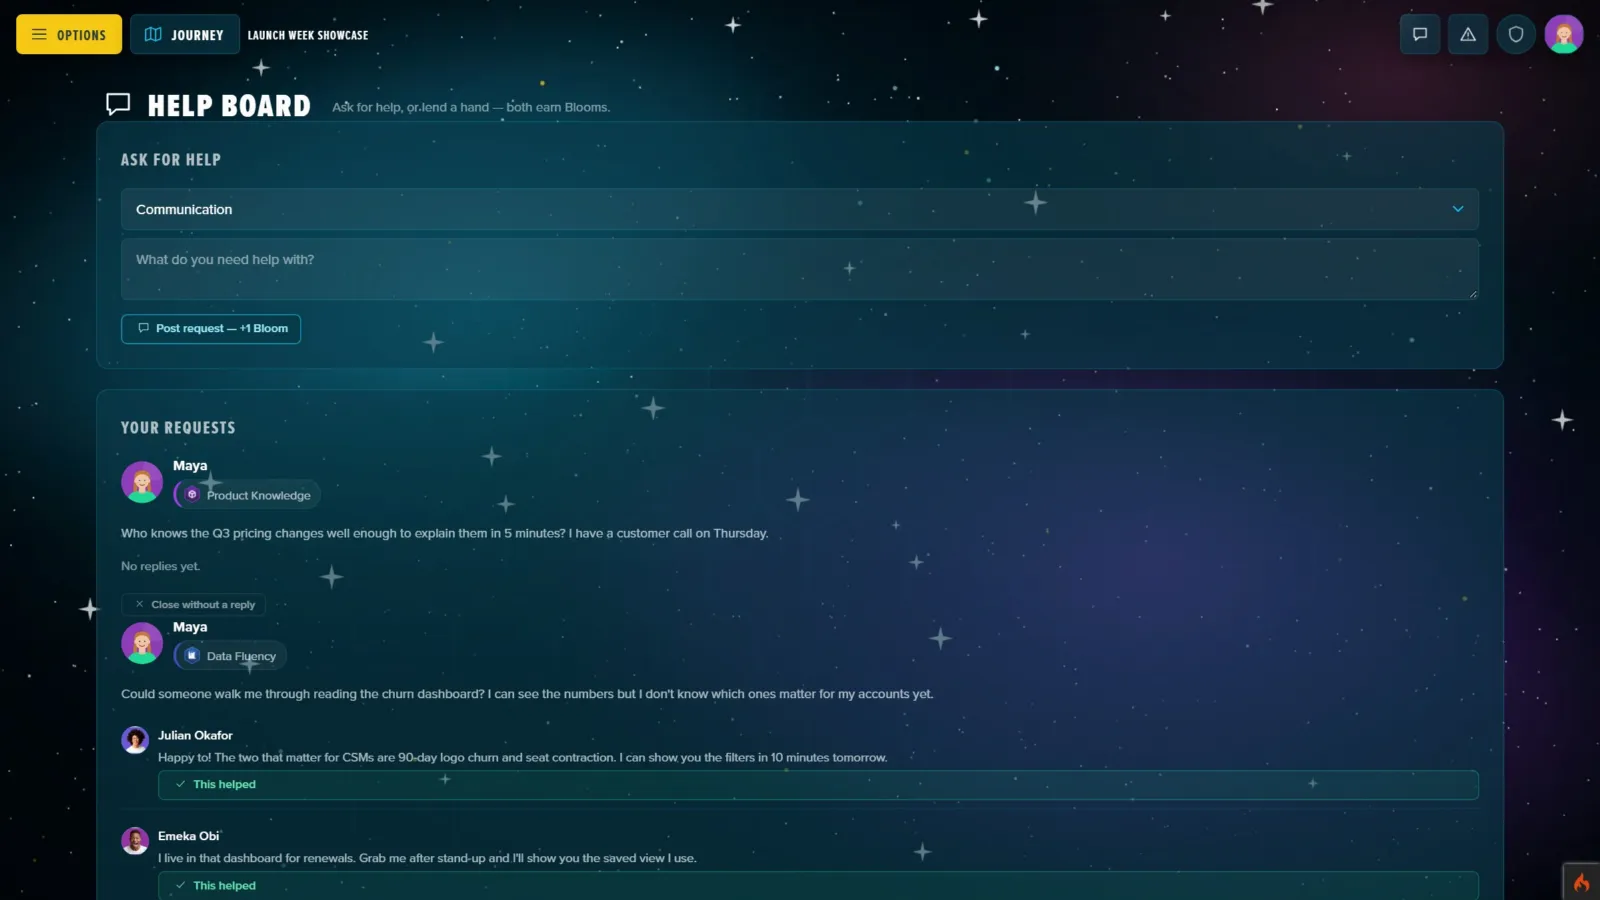 OPTIONS
JOURNEY
LAUNCH WEEK SHOWCASE
HELP BOARD
Ask for help, or lend a hand — both earn Blooms.
ASK FOR HELP
Communication
What do you need help with?
Post request — +1 Bloom
YOUR REQUESTS
Maya
Product Knowledge
Who knows the Q3 pricing changes well enough to explain them in 5 minutes? I have a customer call on Thursday.
No replies yet.
Close without a reply
Maya
Data Fluency
Could someone walk me through reading the churn dashboard? I can see the numbers but I don't know which ones matter for my accounts yet.
Julian Okafor
Happy to! The two that matter for CSMs are 90-day logo churn and seat contraction. I can show you the filters in 10 minutes tomorrow.
This helped
Emeka Obi
I live in that dashboard for renewals. Grab me after stand-up and I'll show you the saved view I use.
This helped